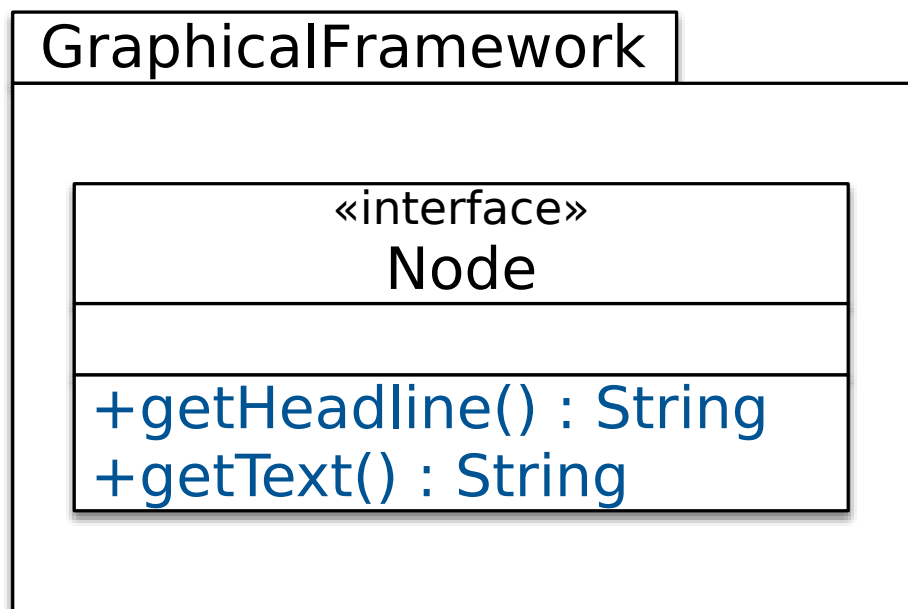 GraphicalFramework
«interface»
Node
+getHeadline() : String
+getText() : String